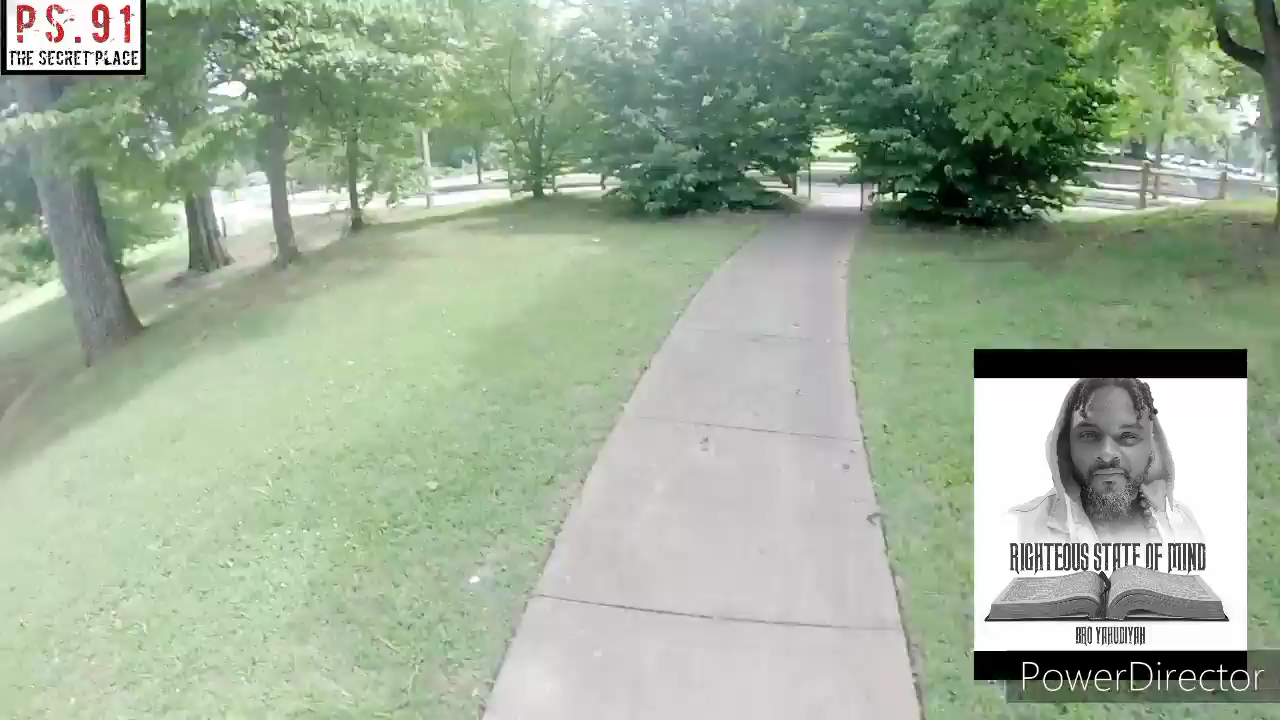 PS.91
THE SECRET PLACE
RIGHTEOUS STATE OF MIND
BRO YAHUDIYAH
PowerDirector